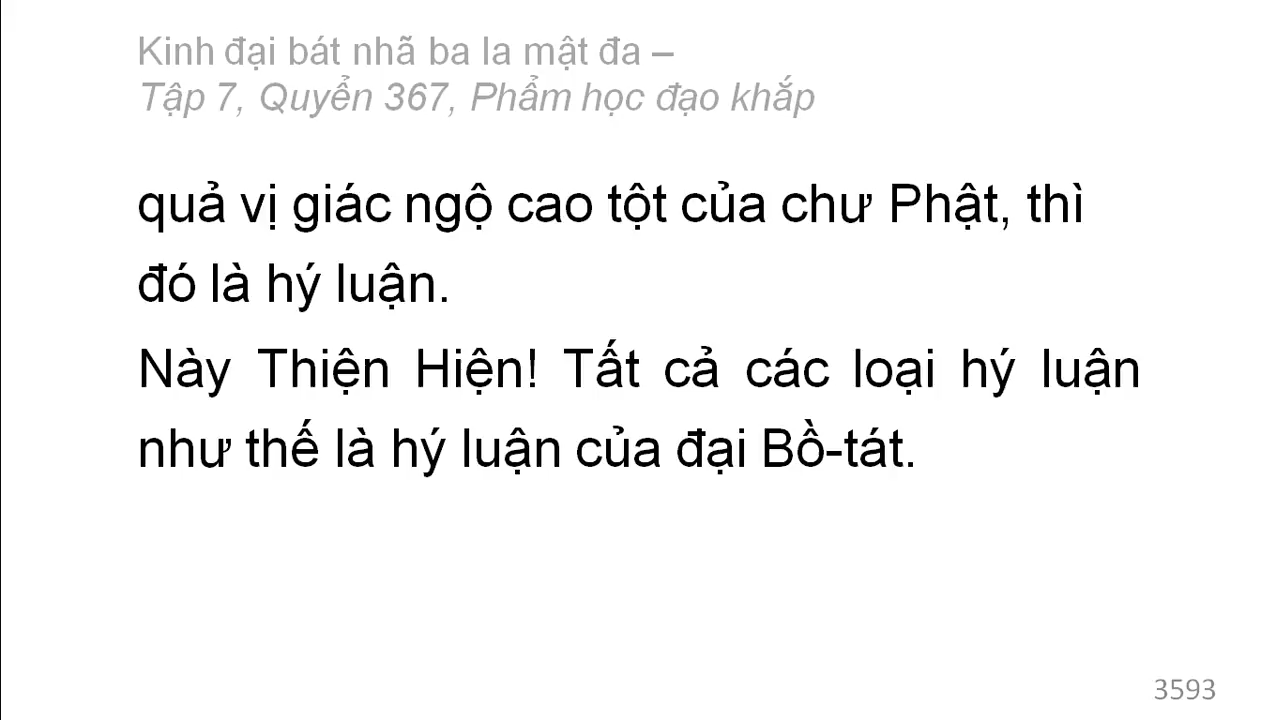 Kinh đại bát nhã ba la mật đa –
Tập 7, Quyển 367, Phẩm học đạo khắp
quả vị giác ngộ cao tột của chư Phật, thì
đó là hý luận.
Này Thiện Hiện! Tất cả các loại hý luận
như thế là hý luận của đại Bồ-tát.
3593